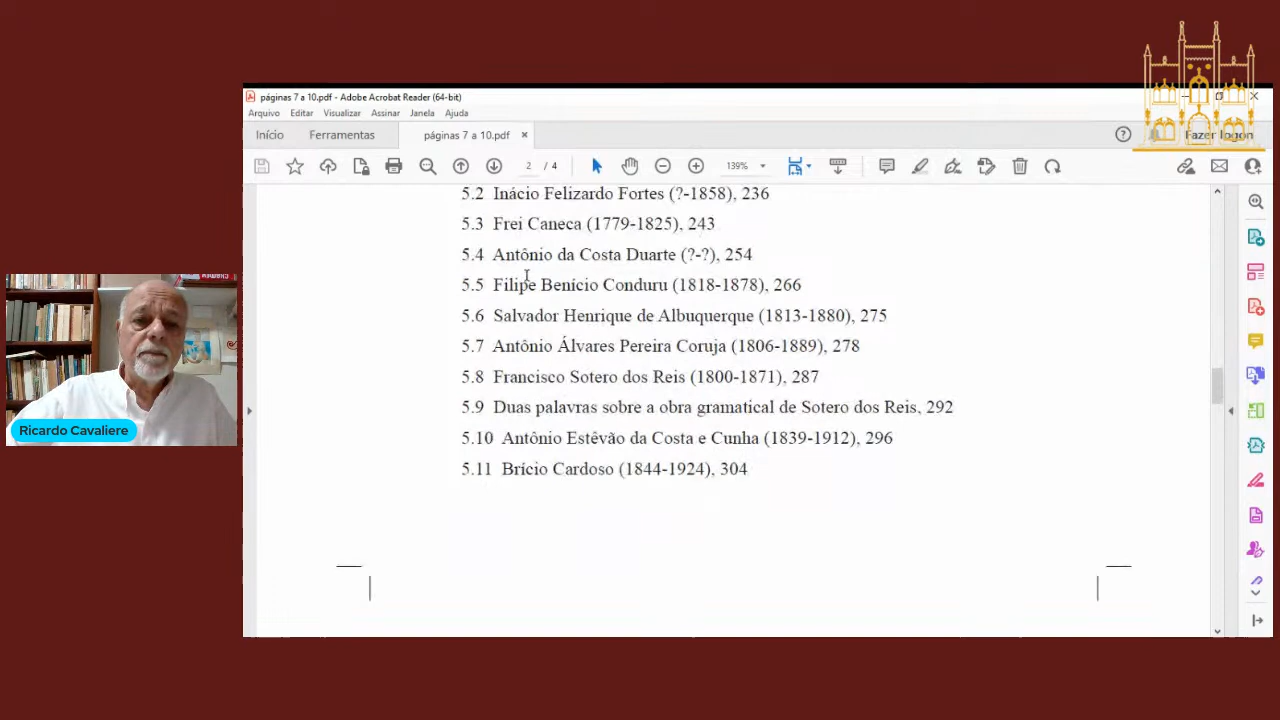 páginas 7 a 10.pdf - Adobe Acrobat Reader (64-bit)
Arquivo Editar Visualizar Assinar Janela Ajuda
Início Ferramentas páginas 7 a 10.pdf × Fazer logon
2 / 4 139%
5.2 Inácio Felizardo Fortes (?-1858), 236
5.3 Frei Caneca (1779-1825), 243
5.4 Antônio da Costa Duarte (?-?), 254
5.5 Filipe Benício Conduru (1818-1878), 266
5.6 Salvador Henrique de Albuquerque (1813-1880), 275
5.7 Antônio Álvares Pereira Coruja (1806-1889), 278
5.8 Francisco Sotero dos Reis (1800-1871), 287
5.9 Duas palavras sobre a obra gramatical de Sotero dos Reis, 292
5.10 Antônio Estêvão da Costa e Cunha (1839-1912), 296
5.11 Brício Cardoso (1844-1924), 304
Ricardo Cavaliere